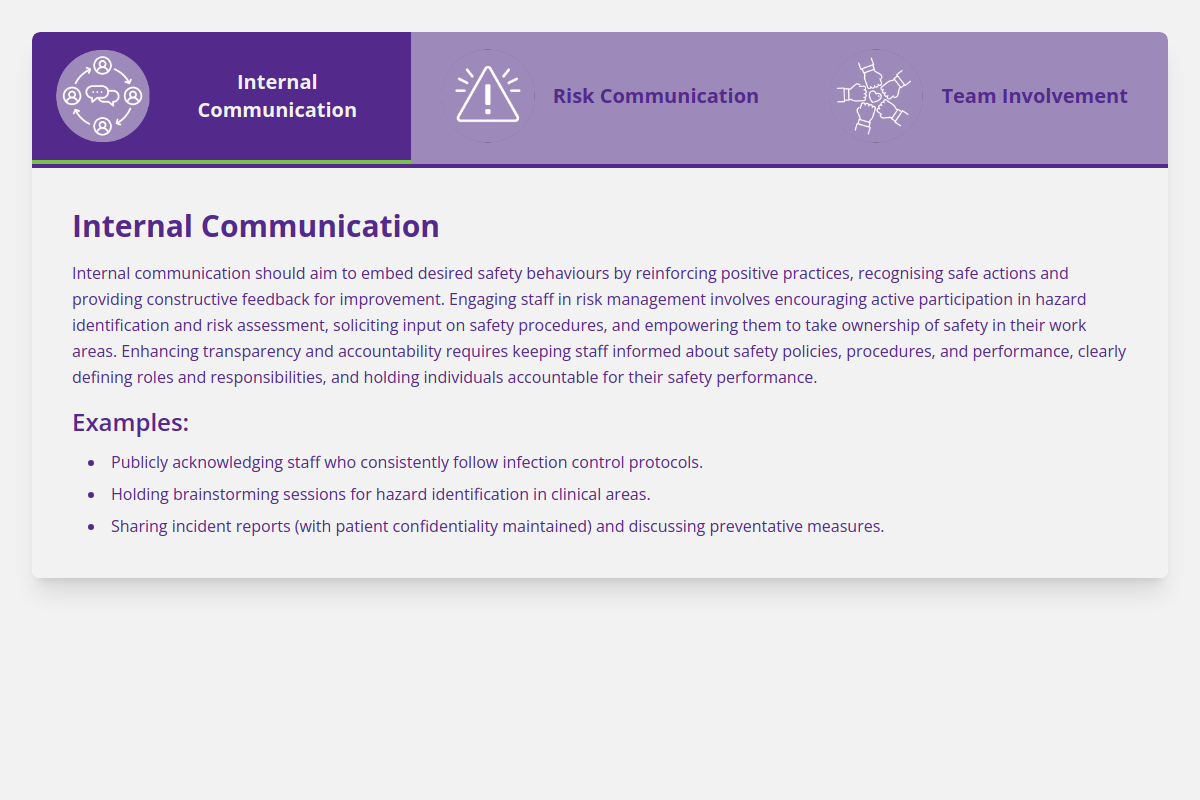 Internal
Communication
Risk Communication
Team Involvement
Internal Communication
Internal communication should aim to embed desired safety behaviours by reinforcing positive practices, recognising safe actions and
providing constructive feedback for improvement. Engaging staff in risk management involves encouraging active participation in hazard
identification and risk assessment, soliciting input on safety procedures, and empowering them to take ownership of safety in their work
areas. Enhancing transparency and accountability requires keeping staff informed about safety policies, procedures, and performance, clearly
defining roles and responsibilities, and holding individuals accountable for their safety performance.
Examples:
• Publicly acknowledging staff who consistently follow infection control protocols.
• Holding brainstorming sessions for hazard identification in clinical areas.
• Sharing incident reports (with patient confidentiality maintained) and discussing preventative measures.